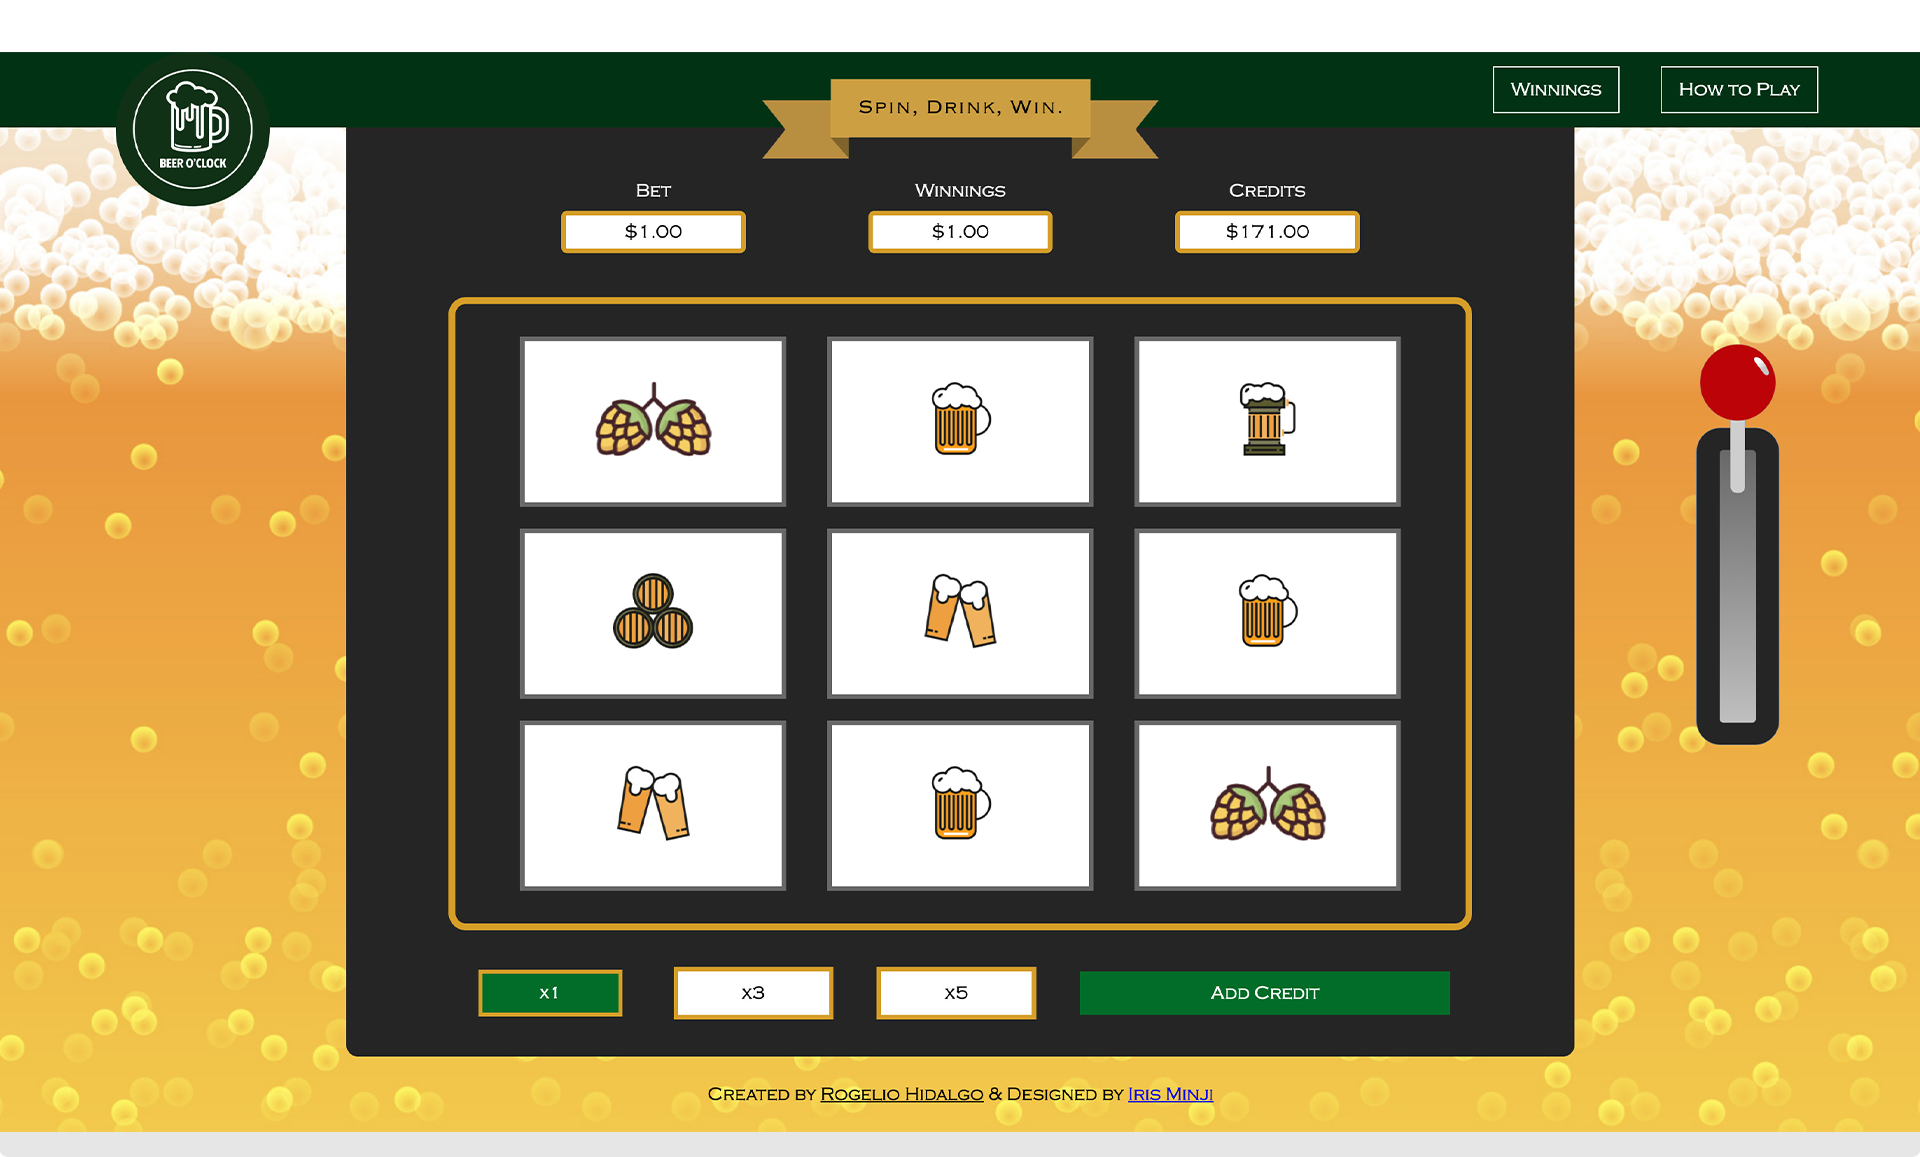 BEER O'CLOCK
Spin, Drink, Win.
Winnings
How to Play
Bet
Winnings
Credits
$1.00
$1.00
$171.00
x1
x3
x5
Add Credit
Created by Rogelio Hidalgo & Designed by Iris Minji